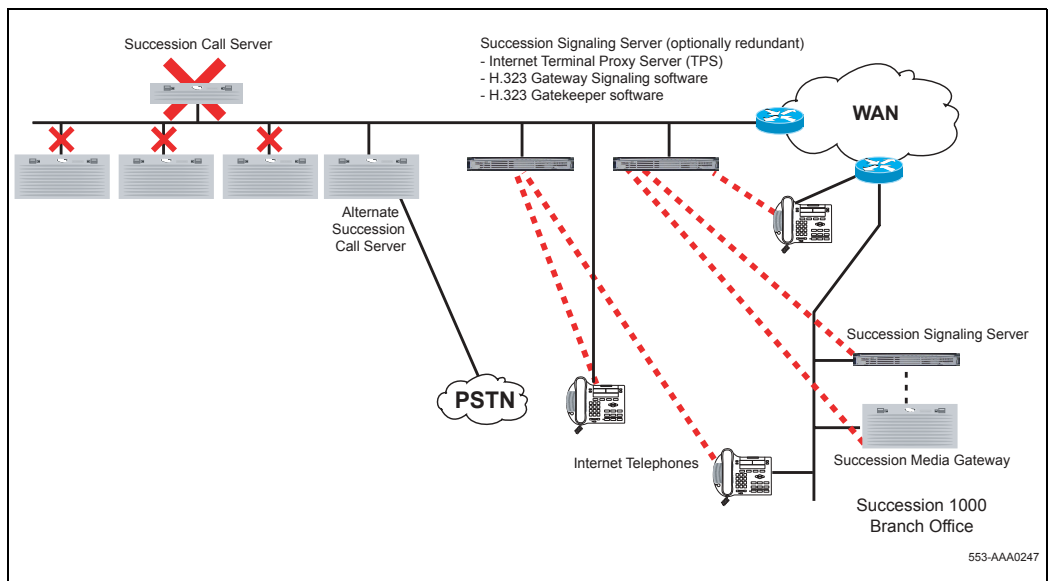 Succession Call Server
Succession Signaling Server (optionally redundant)
- Internet Terminal Proxy Server (TPS)
- H.323 Gateway Signaling software
- H.323 Gatekeeper software
WAN
Alternate
Succession
Call Server
Succession Signaling Server
PSTN
Internet Telephones
Succession Media Gateway
Succession 1000
Branch Office
553-AAA0247